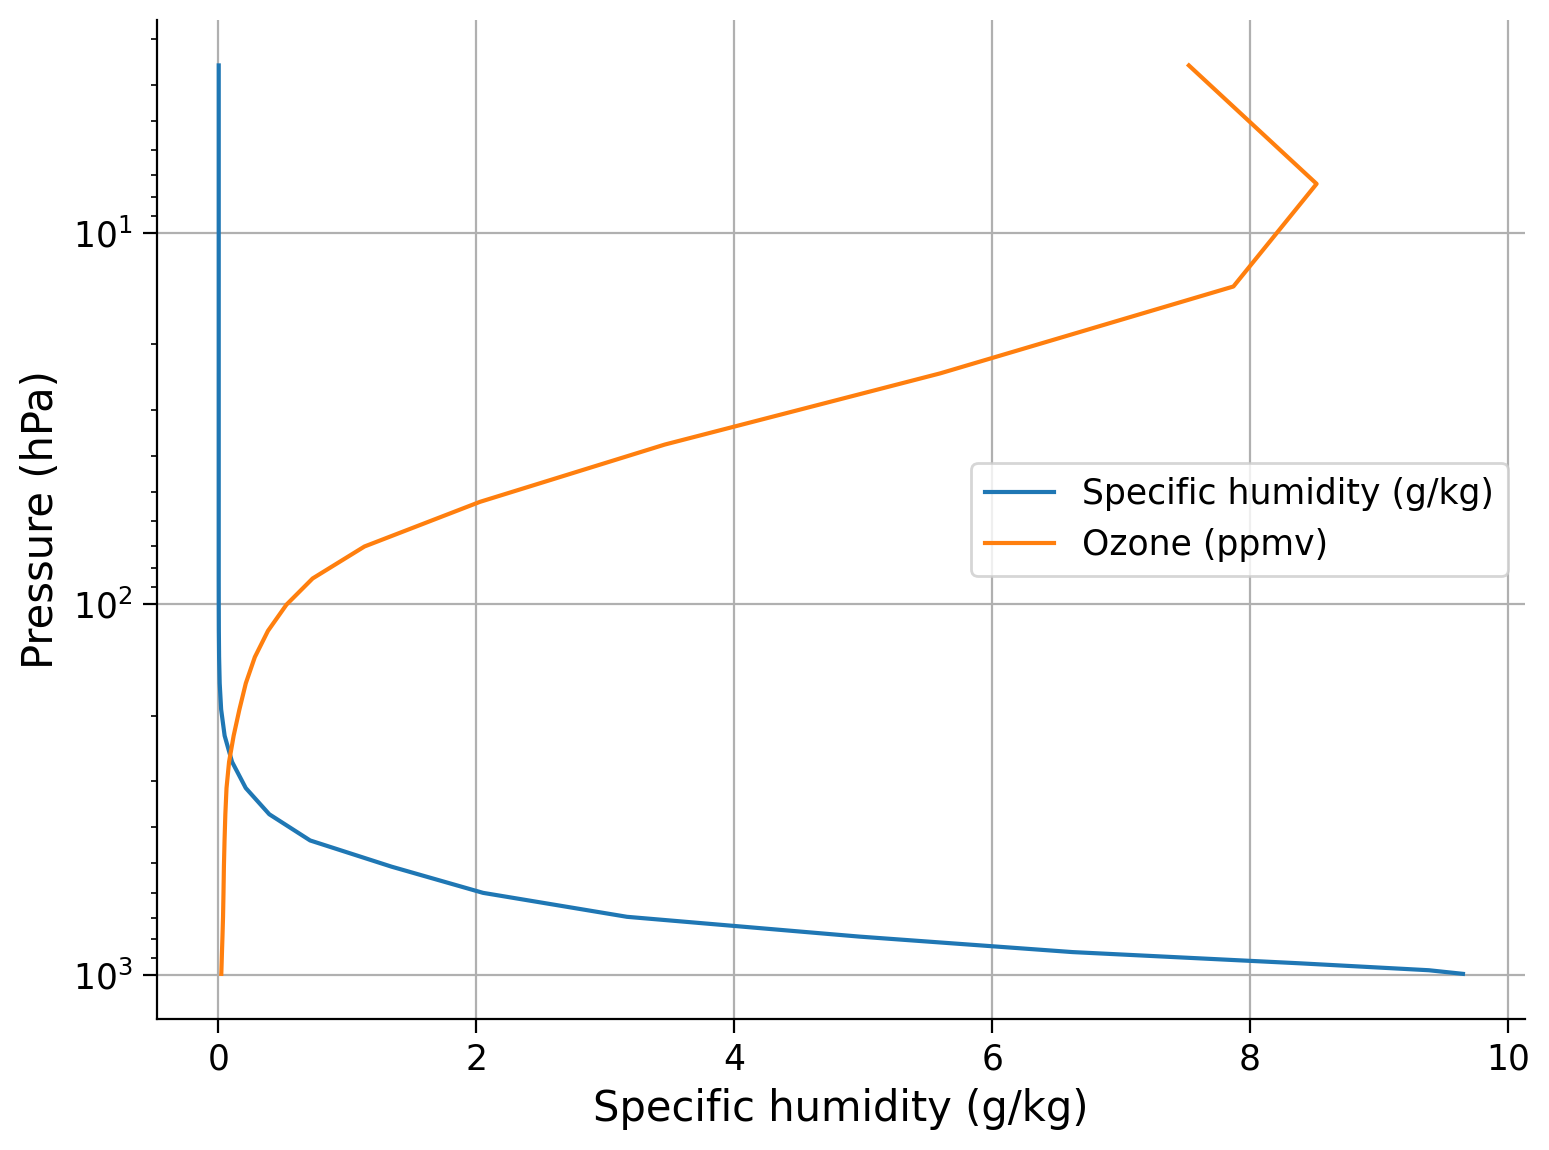 10¹
10²
10³
Pressure (hPa)
Specific humidity (g/kg)
Ozone (ppmv)
0 2 4 6 8 10
Specific humidity (g/kg)